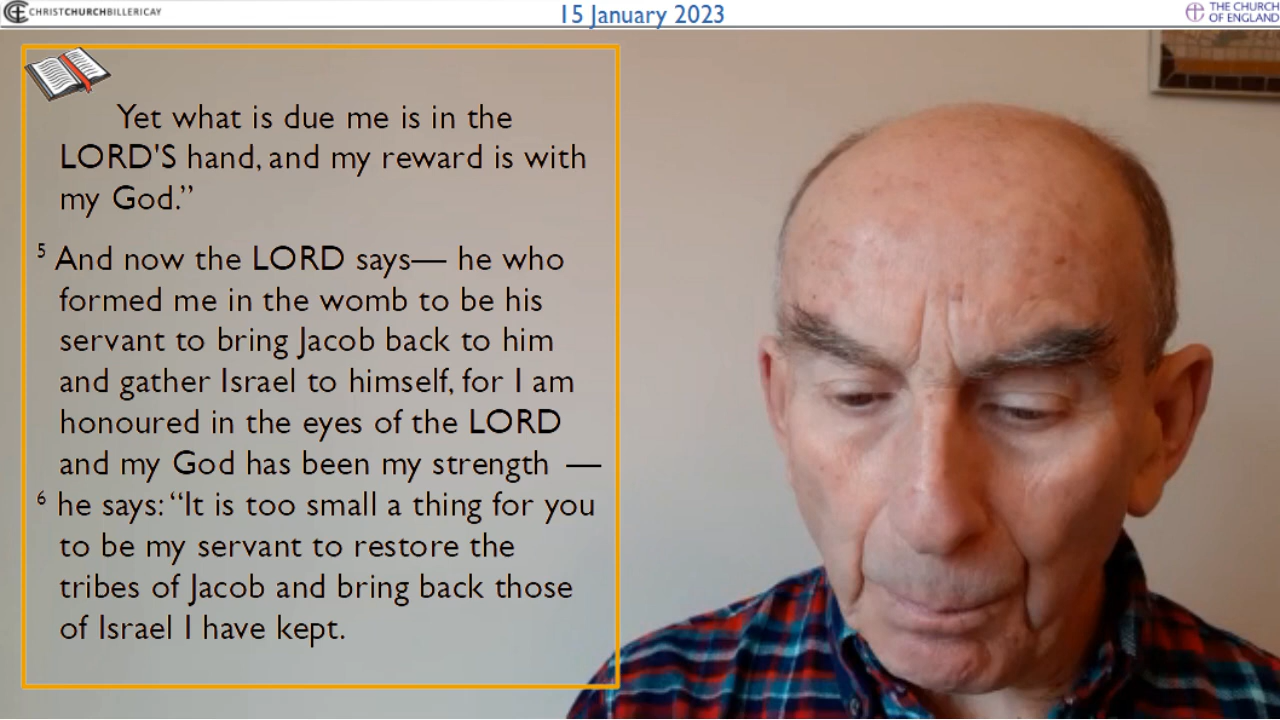 CHRISTCHURCHBILLERICAY
15 January 2023
THE CHURCH
OF ENGLAND
Yet what is due me is in the
LORD'S hand, and my reward is with
my God.”
5 And now the LORD says— he who
formed me in the womb to be his
servant to bring Jacob back to him
and gather Israel to himself, for I am
honoured in the eyes of the LORD
and my God has been my strength —
6 he says: “It is too small a thing for you
to be my servant to restore the
tribes of Jacob and bring back those
of Israel I have kept.